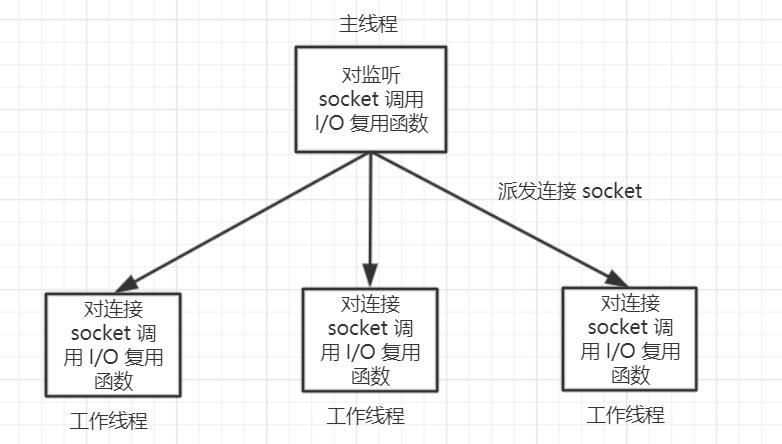 主线程
对监听
socket 调用
I/O 复用函数
派发连接 socket
对连接
socket 调
用 I/O 复用
函数
工作线程
对连接
socket 调
用 I/O 复用
函数
工作线程
对连接
socket 调
用 I/O 复用
函数
工作线程